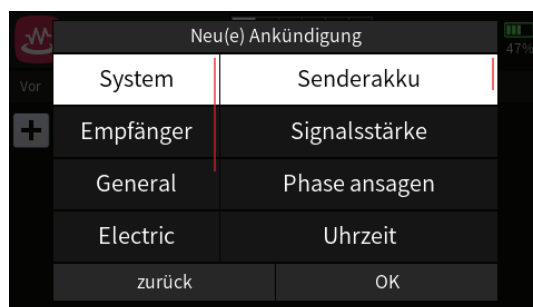 Neu(e) Ankündigung
47%
System Senderakku
Vor
Empfänger Signalsstärke
General Phase ansagen
Electric Uhrzeit
zurück OK